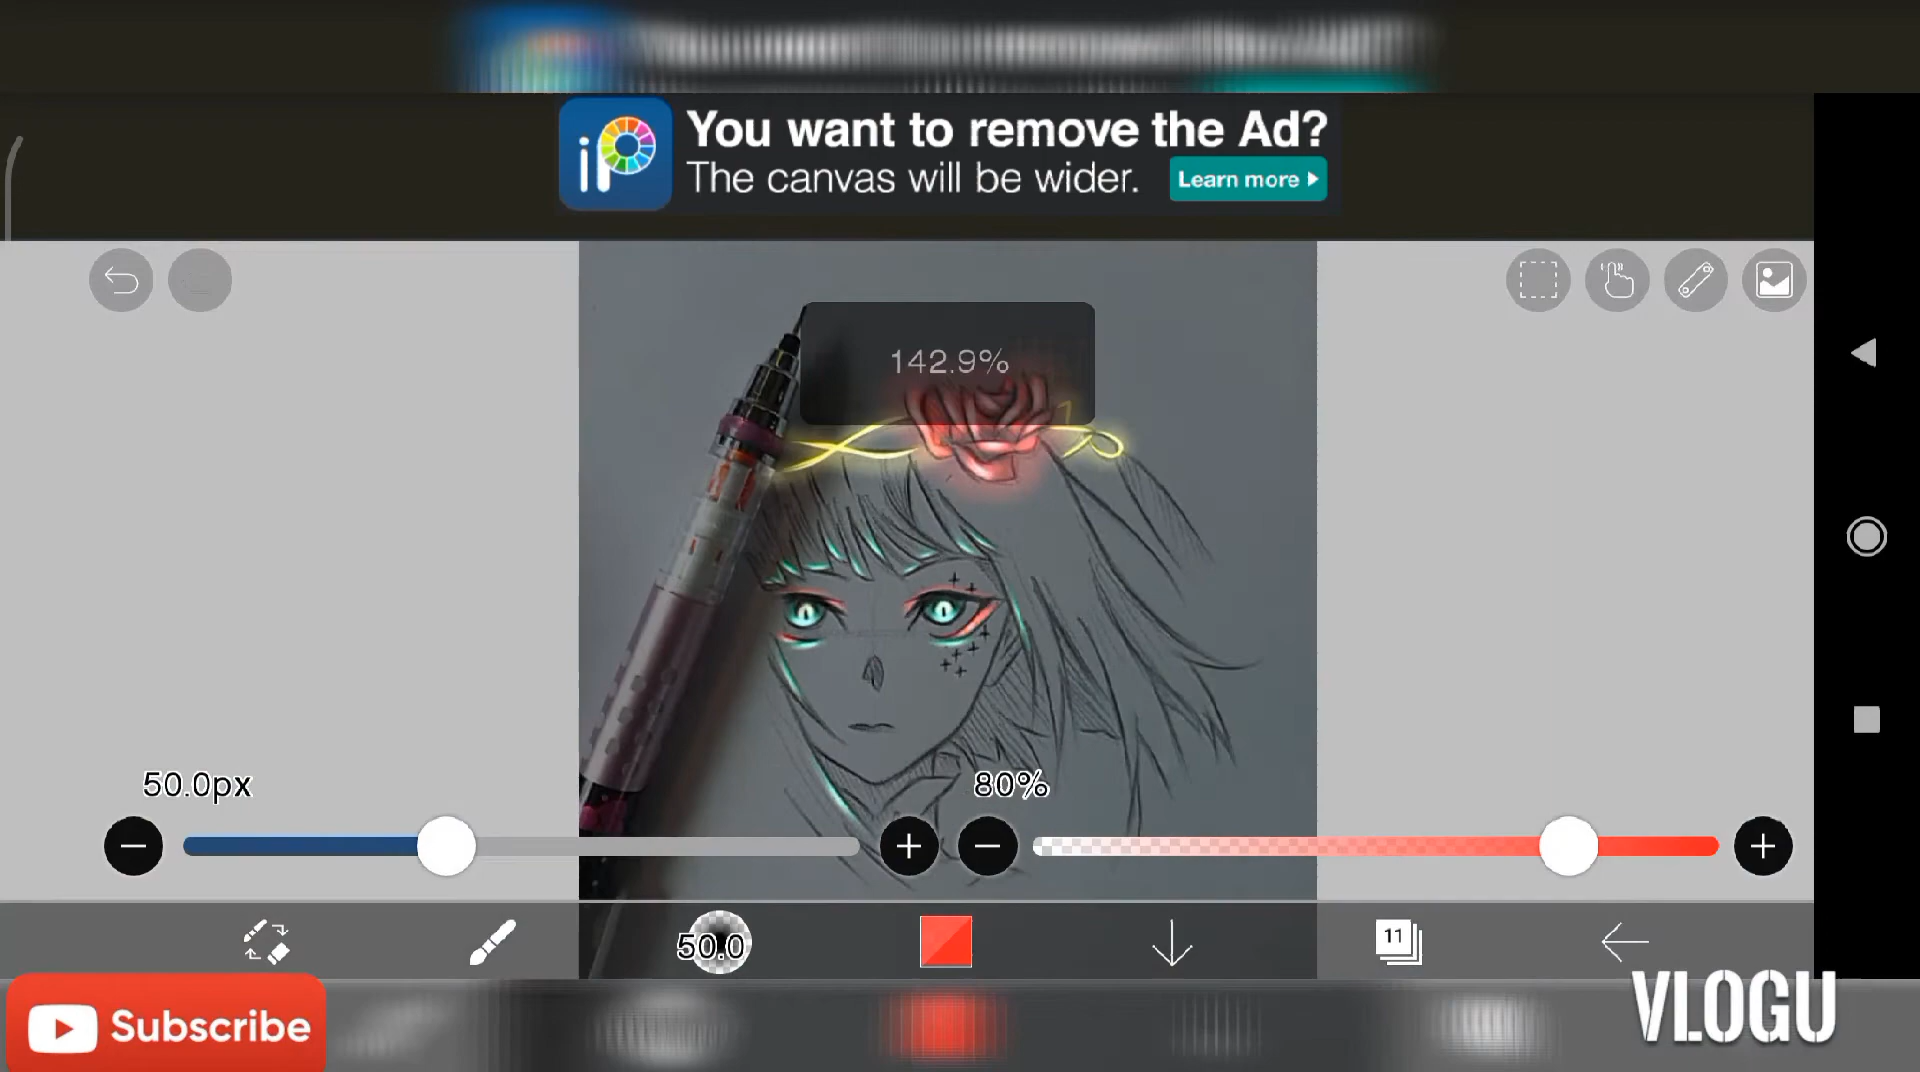 iP
You want to remove the Ad?
The canvas will be wider.
Learn more
142.9%
50.0px
80%
50.0
11
Subscribe
VLOGU